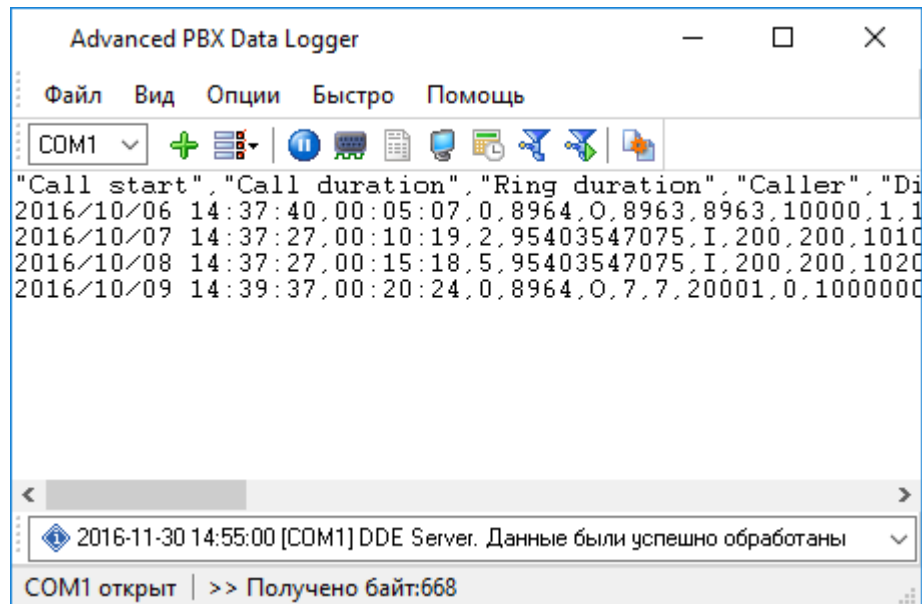 Advanced PBX Data Logger
Файл Вид Опции Быстро Помощь
COM1
"Call start","Call duration","Ring duration","Caller","Di
2016/10/06 14:37:40,00:05:07,0,8964,O,8963,8963,10000,1,1
2016/10/07 14:37:27,00:10:19,2,95403547075,I,200,200,1010
2016/10/08 14:37:27,00:15:18,5,95403547075,I,200,200,1020
2016/10/09 14:39:37,00:20:24,0,8964,O,7,7,20001,0,1000000
2016-11-30 14:55:00 [COM1] DDE Server. Данные были успешно обработаны
COM1 открыт >> Получено байт:668